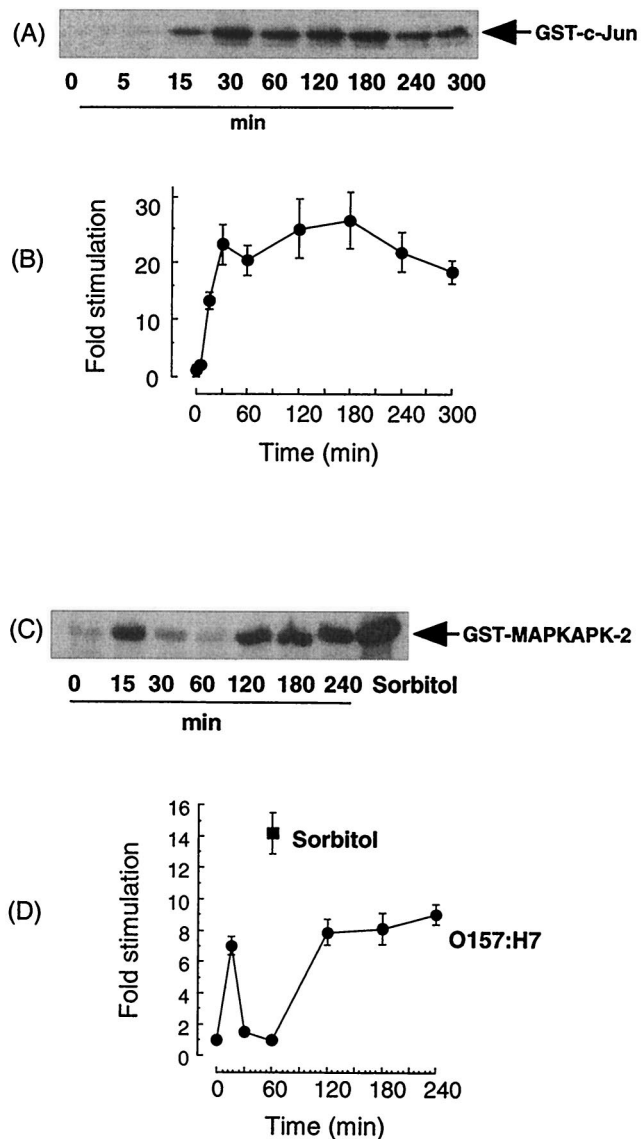 (A)
GST-c-Jun
0 5 15 30 60 120 180 240 300
min
(B)
Fold stimulation
30
20
10
0
0 60 120 180 240 300
Time (min)
(C)
GST-MAPKAPK-2
0 15 30 60 120 180 240 Sorbitol
min
(D)
Fold stimulation
16
14
12
10
8
6
4
2
0
Sorbitol
O157:H7
0 60 120 180 240
Time (min)